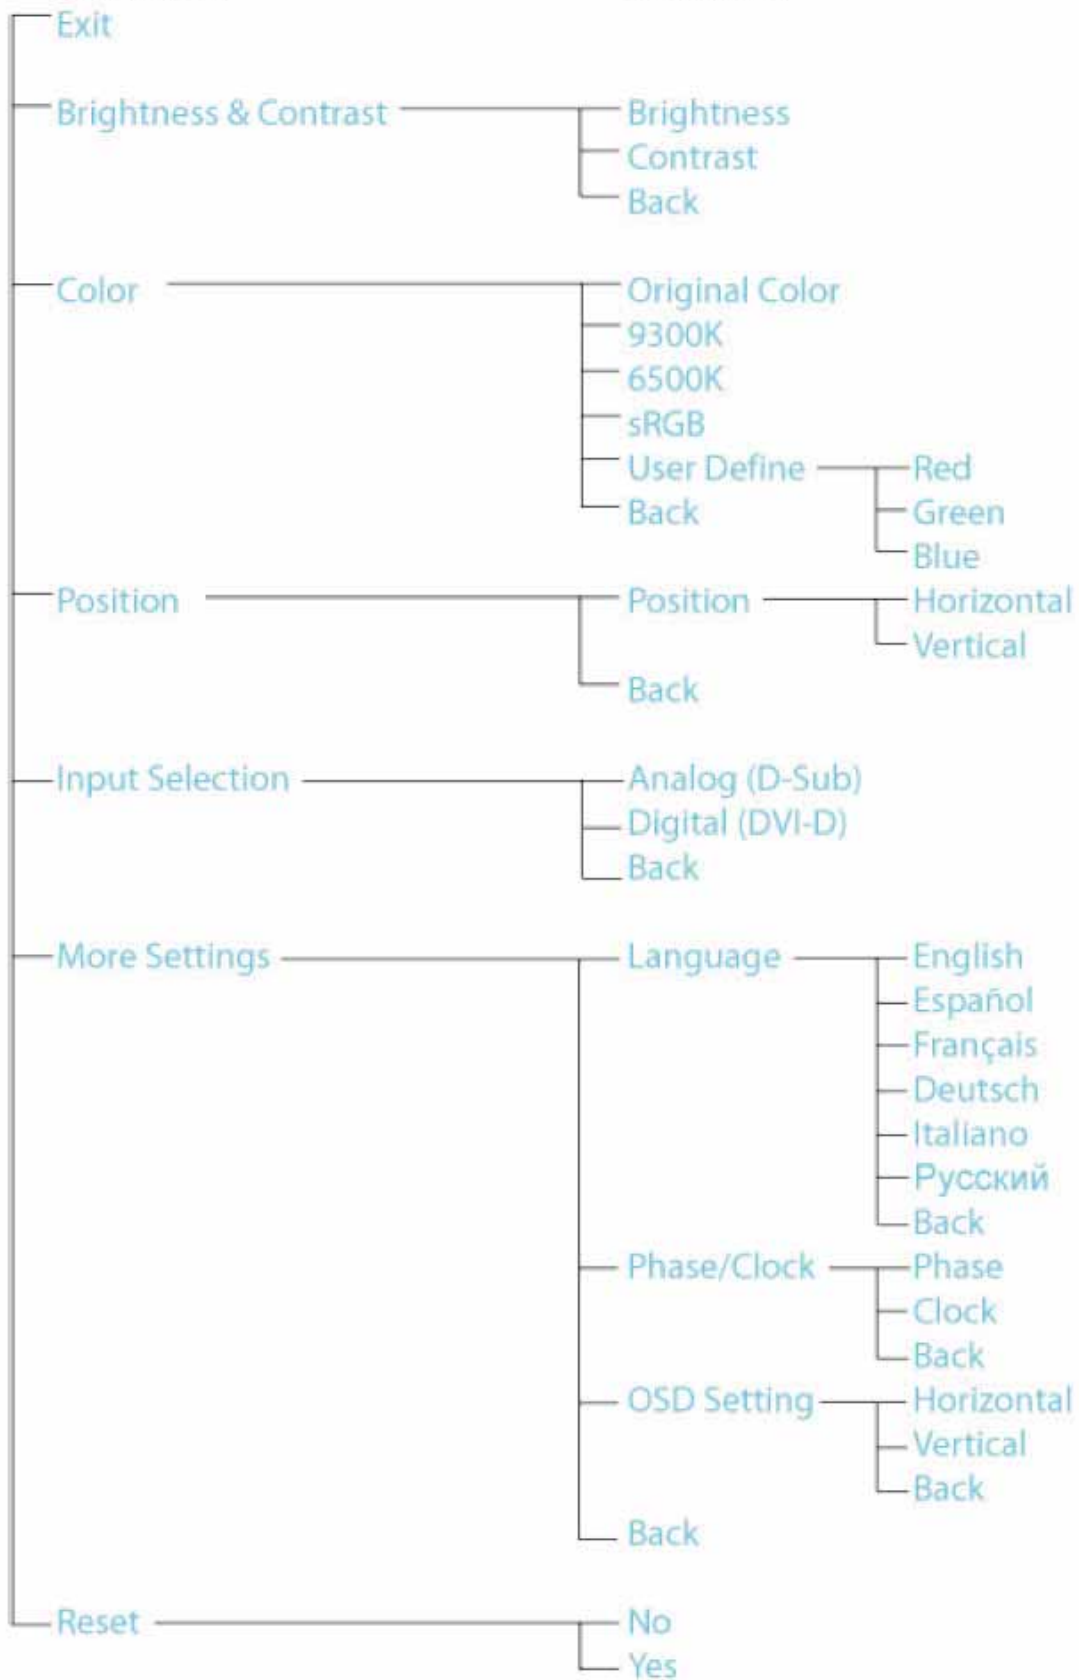 Exit
Brightness & Contrast Brightness
Contrast
Back
Color Original Color
9300K
6500K
sRGB
User Define Red
Back Green
Blue
Position Position Horizontal
Vertical
Back
Input Selection Analog (D-Sub)
Digital (DVI-D)
Back
More Settings Language English
Español
Français
Deutsch
Italiano
Русский
Back
Phase/Clock Phase
Clock
Back
OSD Setting Horizontal
Vertical
Back
Back
Reset No
Yes